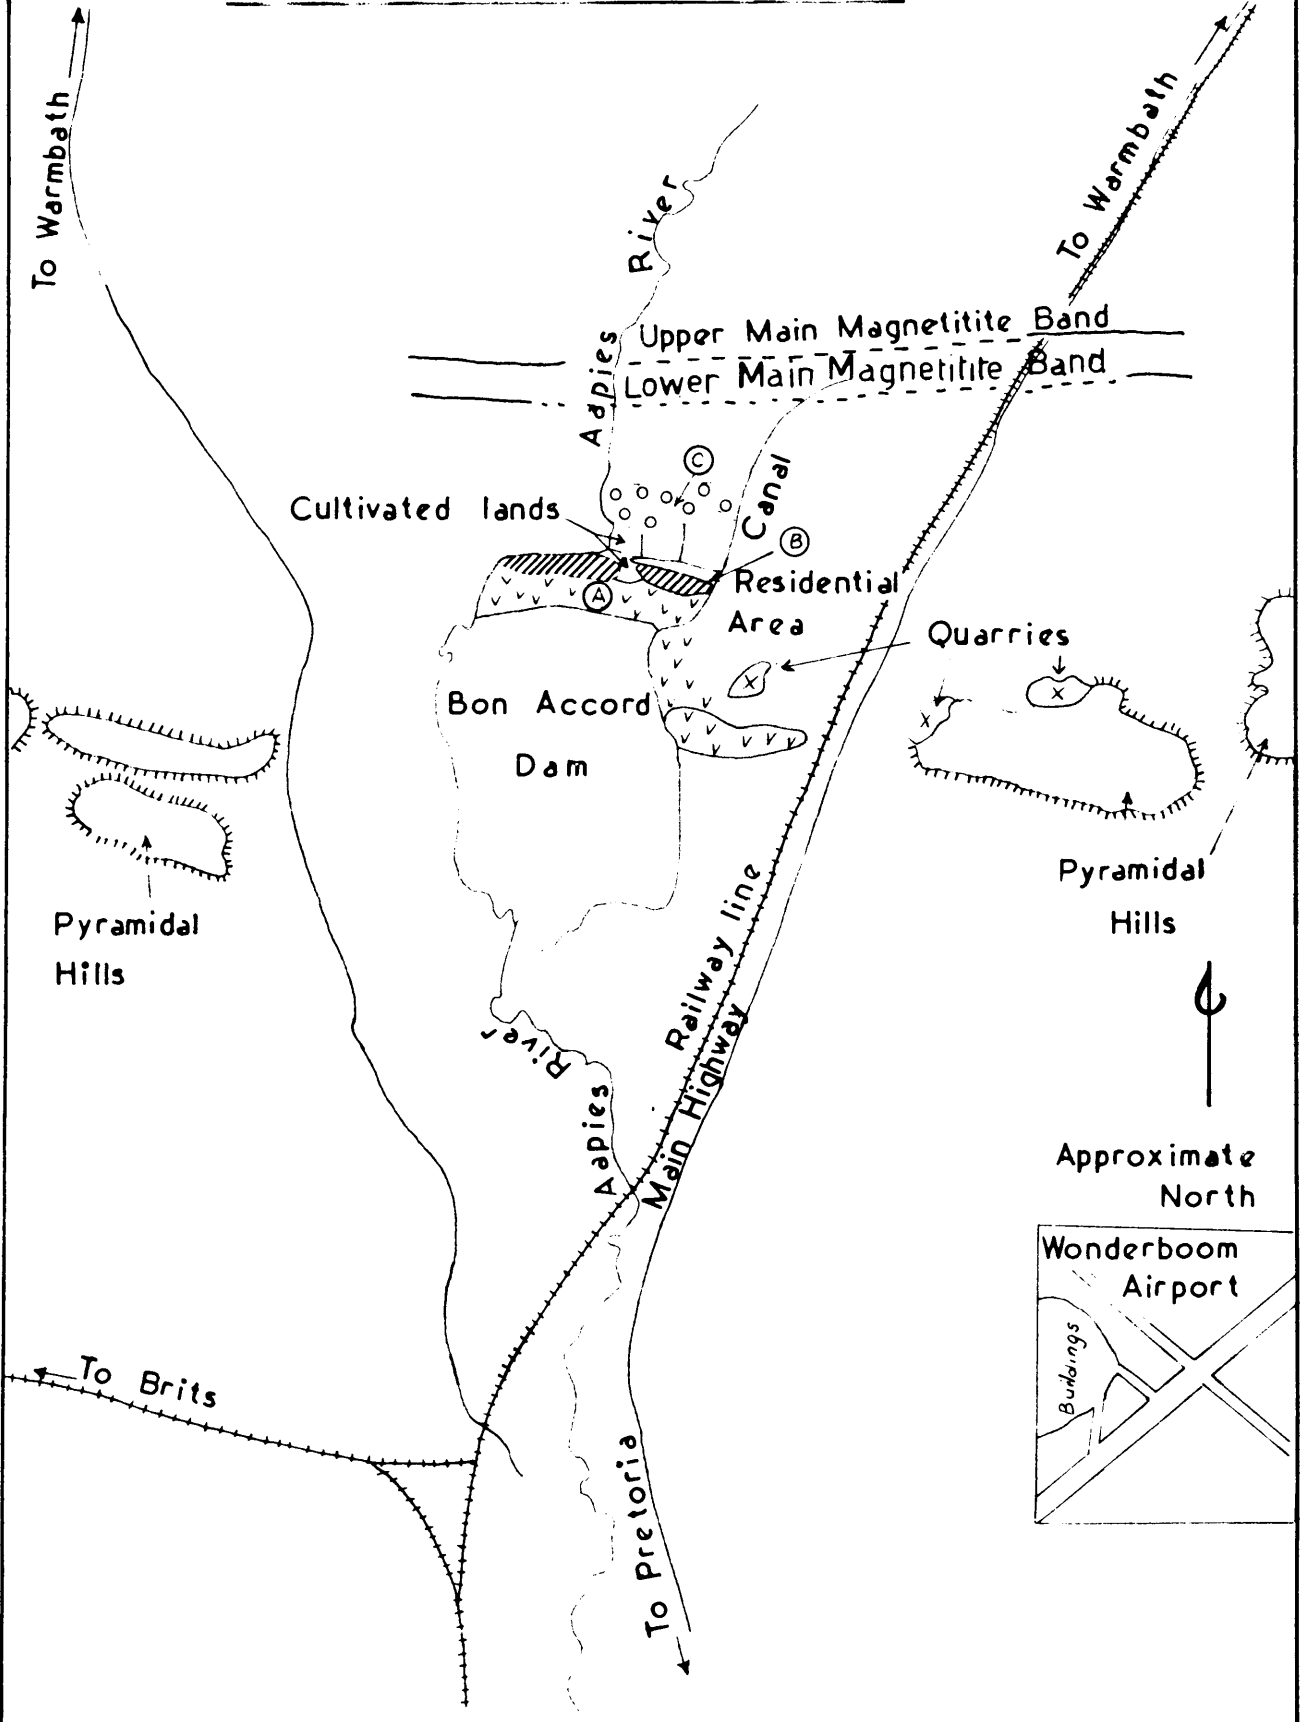 To Warmbath
To Warmbath
Aapies River
Upper Main Magnetitite Band
Lower Main Magnetitite Band
C
Cultivated lands
Canal
B
A
Residential
Area
Quarries
x
x
x
Bon Accord
Dam
Pyramidal
Hills
Pyramidal
Hills
Railway line
Main Highway
Aapies River
Approximate
North
Wonderboom
Airport
Buildings
To Brits
To Pretoria